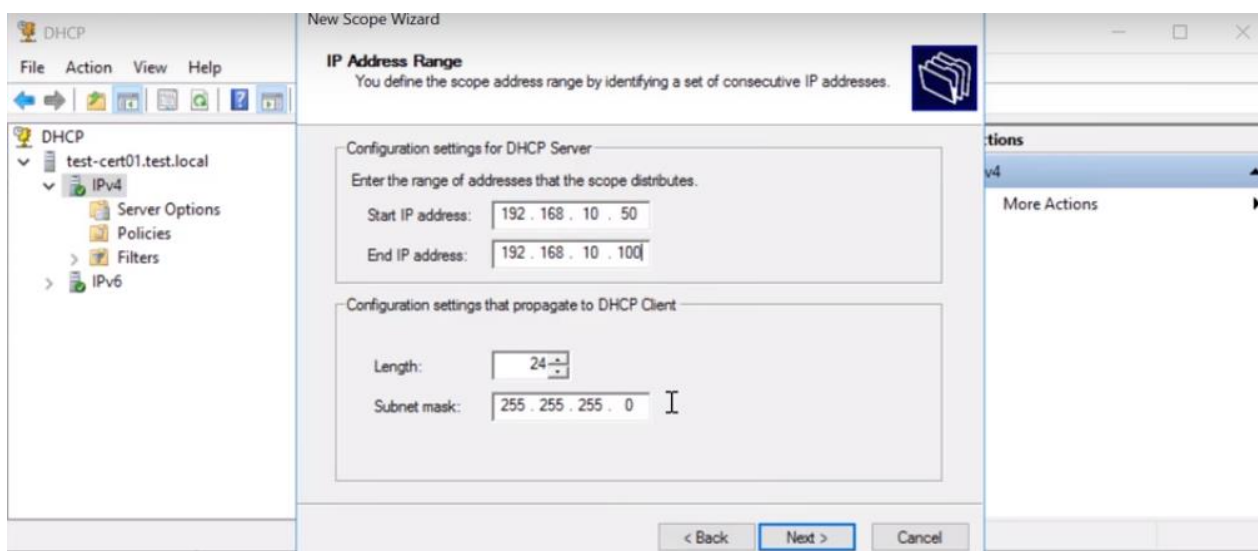 DHCP
File Action View Help
DHCP
test-cert01.test.local
IPv4
Server Options
Policies
Filters
IPv6
New Scope Wizard
IP Address Range
You define the scope address range by identifying a set of consecutive IP addresses.
Configuration settings for DHCP Server
Enter the range of addresses that the scope distributes.
Start IP address: 192 . 168 . 10 . 50
End IP address: 192 . 168 . 10 . 100
Configuration settings that propagate to DHCP Client
Length: 24
Subnet mask: 255 . 255 . 255 . 0
< Back Next > Cancel
tions
v4
More Actions